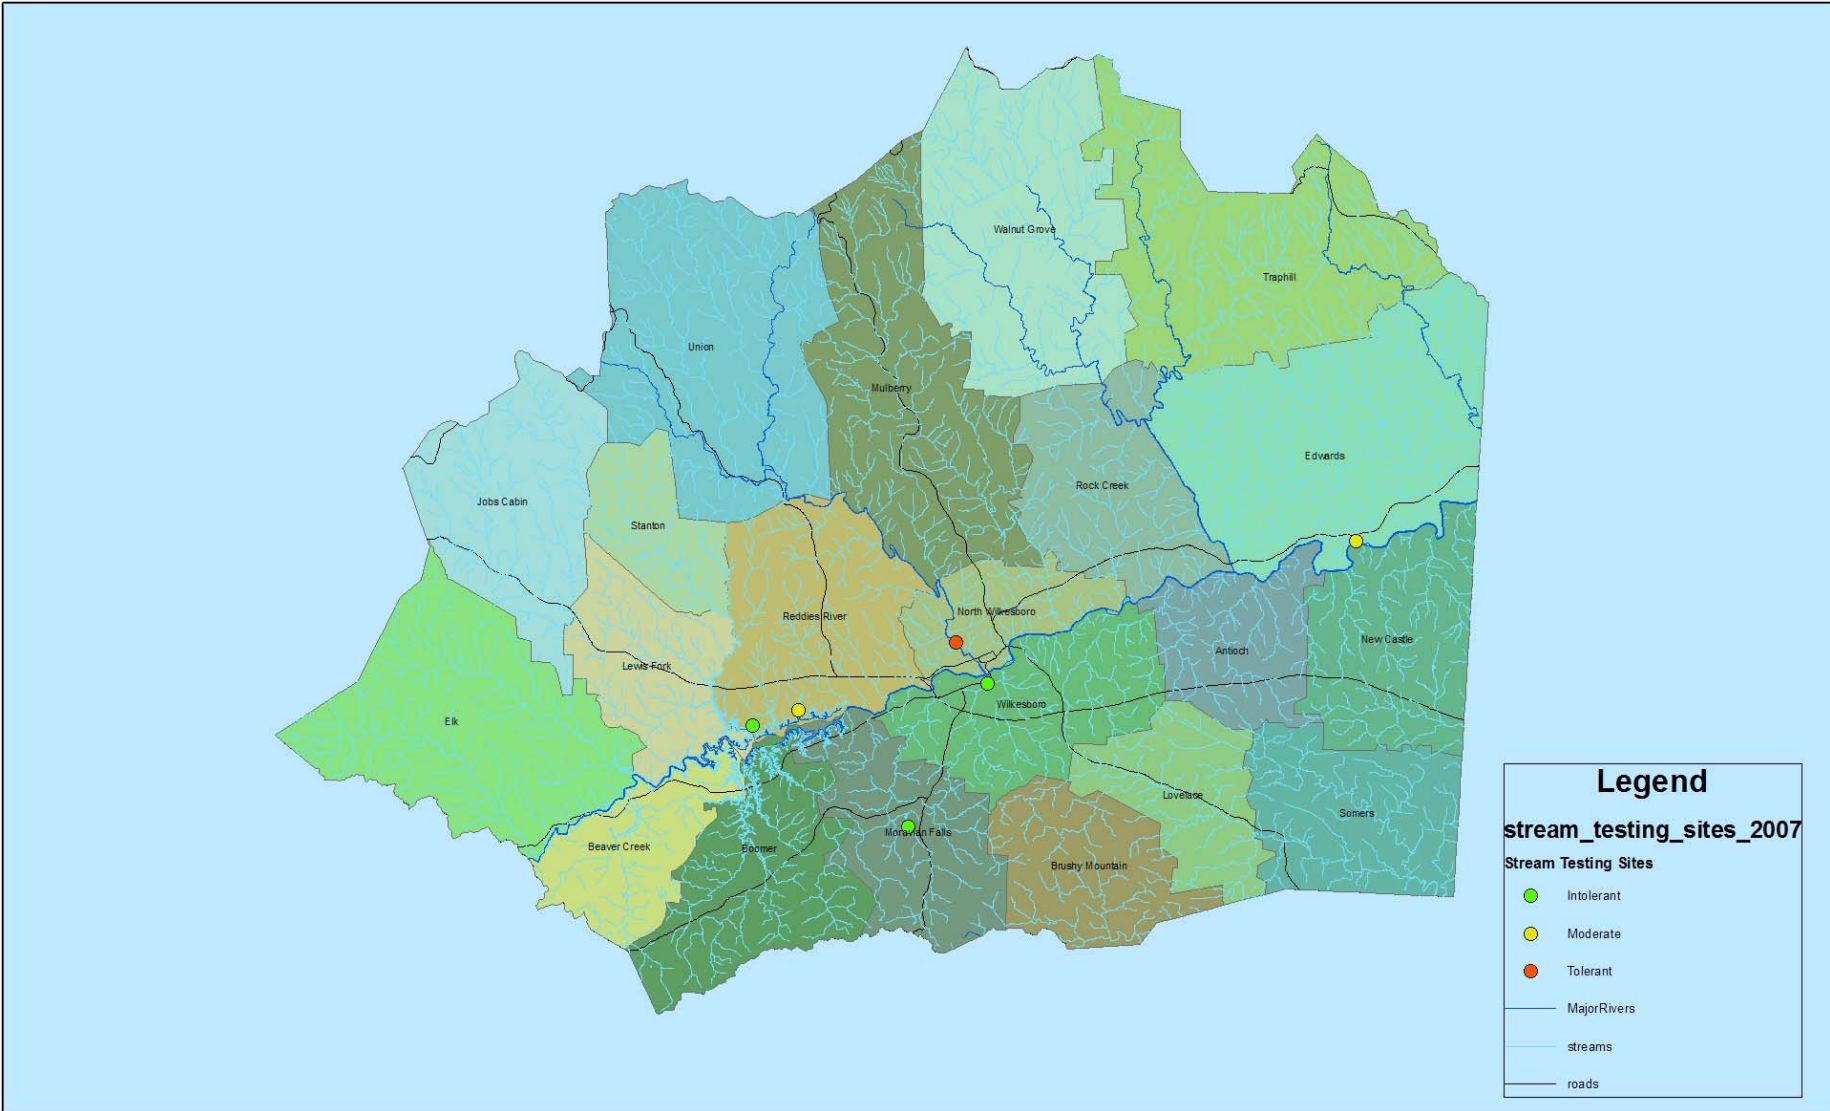 Walnut Grove
Traphill
Union
Mulberry
Edwards
Rock Creek
Jobs Cabin
Stanton
Reddies River
North Wilkesboro
New Castle
Antioch
Lewis Fork
Wilkesboro
Elk
Lovelace
Somers
Moravian Falls
Beaver Creek
Boomer
Brushy Mountain
Legend
stream_testing_sites_2007
Stream Testing Sites
Intolerant
Moderate
Tolerant
MajorRivers
streams
roads